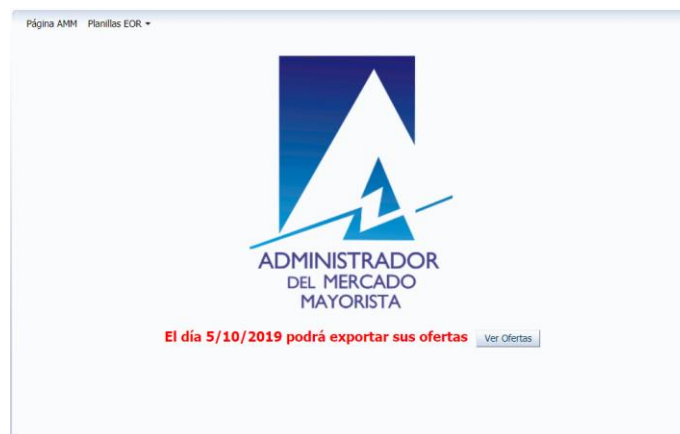 Página AMM Planillas EOR
ADMINISTRADOR
DEL MERCADO
MAYORISTA
El día 5/10/2019 podrá exportar sus ofertas Ver Ofertas